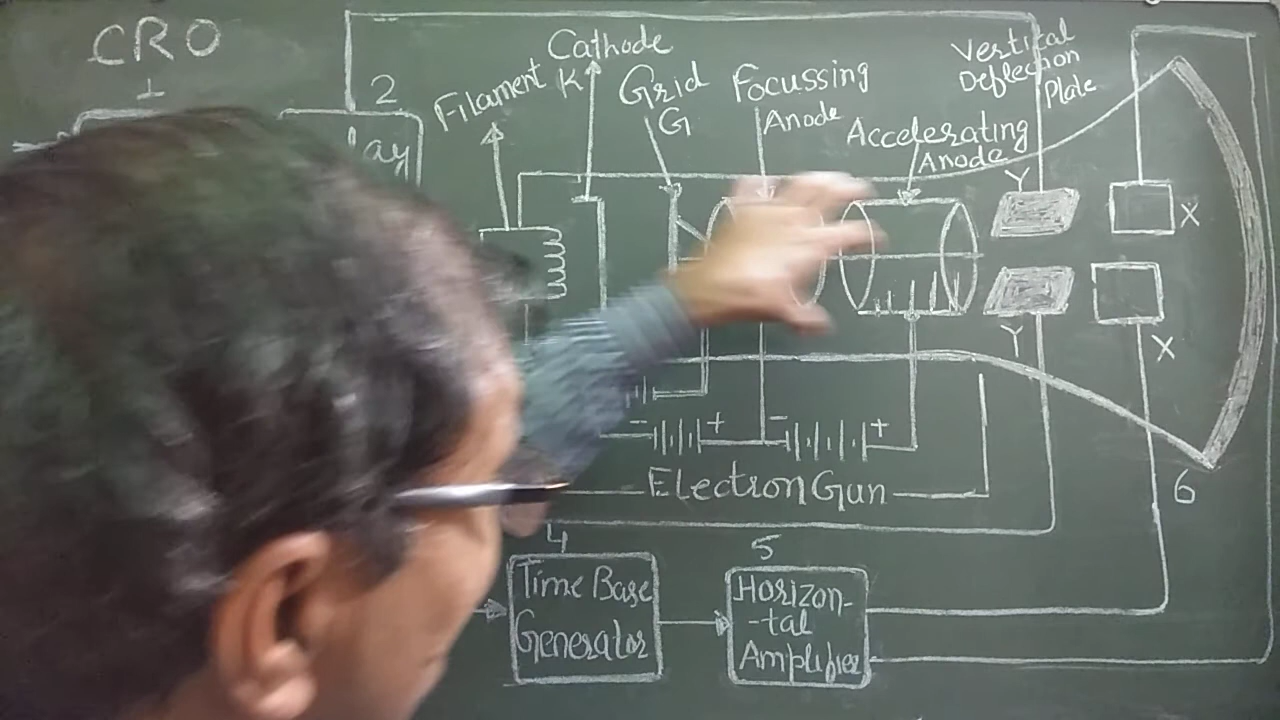 CRO
1
2
lay
Filament
Cathode
K
Grid
G
Focussing
Anode
Accelerating
Anode
Vertical
Deflection
Plate
Y
X
Y
X
-
+
-
+
Electron Gun
6
4
Time Base
Generator
5
Horizon-
-tal
Amplifier